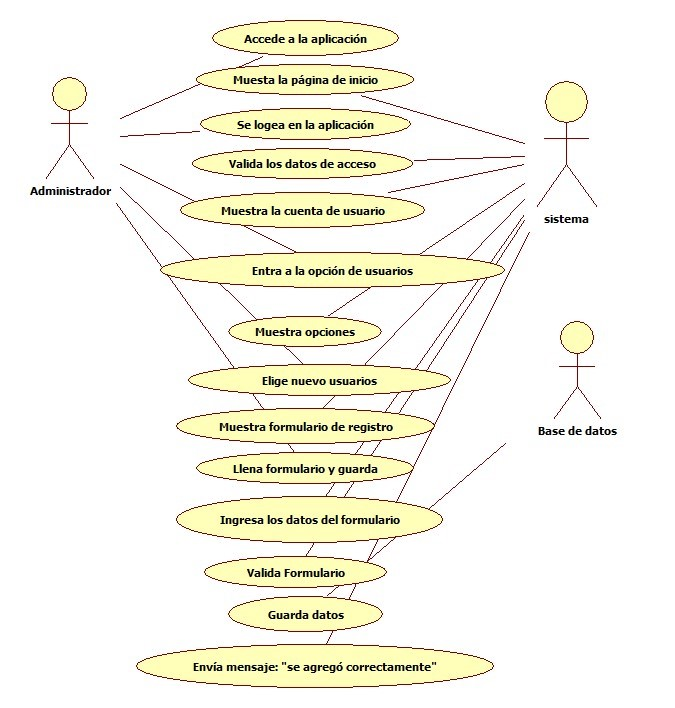 Accede a la aplicación
Muesta la página de inicio
Se logea en la aplicación
Administrador
Valida los datos de acceso
Muestra la cuenta de usuario
sistema
Entra a la opción de usuarios
Muestra opciones
Elige nuevo usuarios
Muestra formulario de registro
Base de datos
Llena formulario y guarda
Ingresa los datos del formulario
Valida Formulario
Guarda datos
Envía mensaje: "se agregó correctamente"